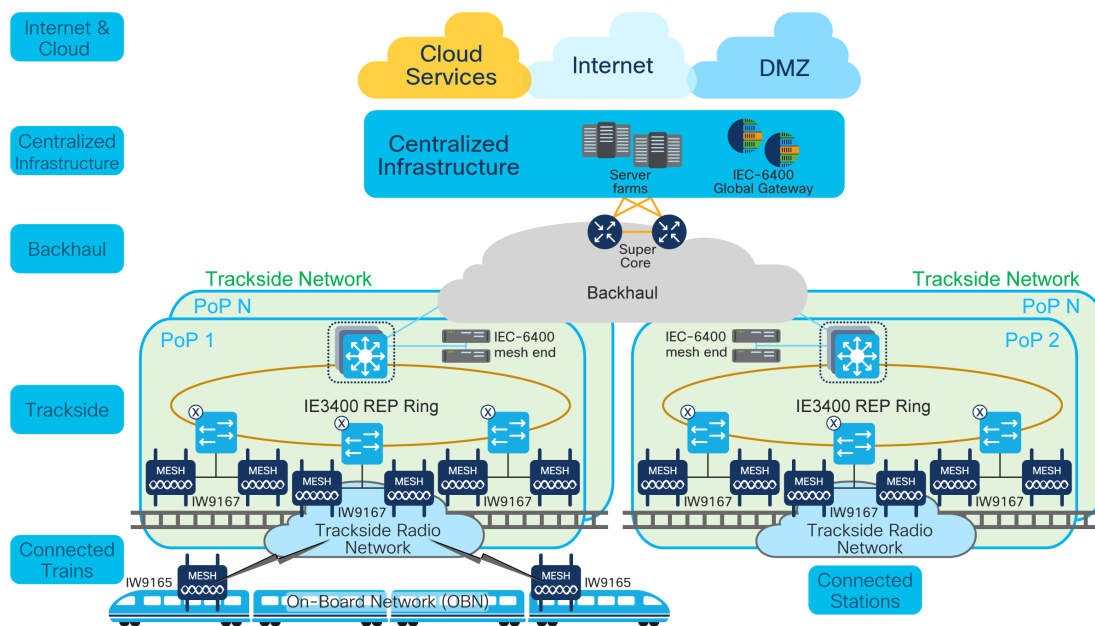 Internet &
Cloud
Cloud
Services
Internet
DMZ
Centralized
Infrastructure
Centralized
Infrastructure
Server
farms
IEC-6400
Global Gateway
Backhaul
Super
Core
Backhaul
Trackside Network
PoP N
PoP 1
IEC-6400
mesh end
Trackside Network
PoP N
PoP 2
IEC-6400
mesh end
Trackside
IE3400 REP Ring
X
X
X
MESH
MESH
MESH
MESH
MESH
MESH
IW9167
IW9167
IW9167
Trackside Radio
Network
IE3400 REP Ring
X
X
X
MESH
MESH
MESH
MESH
MESH
MESH
IW9167
IW9167
IW9167
Trackside Radio
Network
Connected
Trains
IW9165
MESH
MESH
IW9165
On-Board Network (OBN)
Connected
Stations